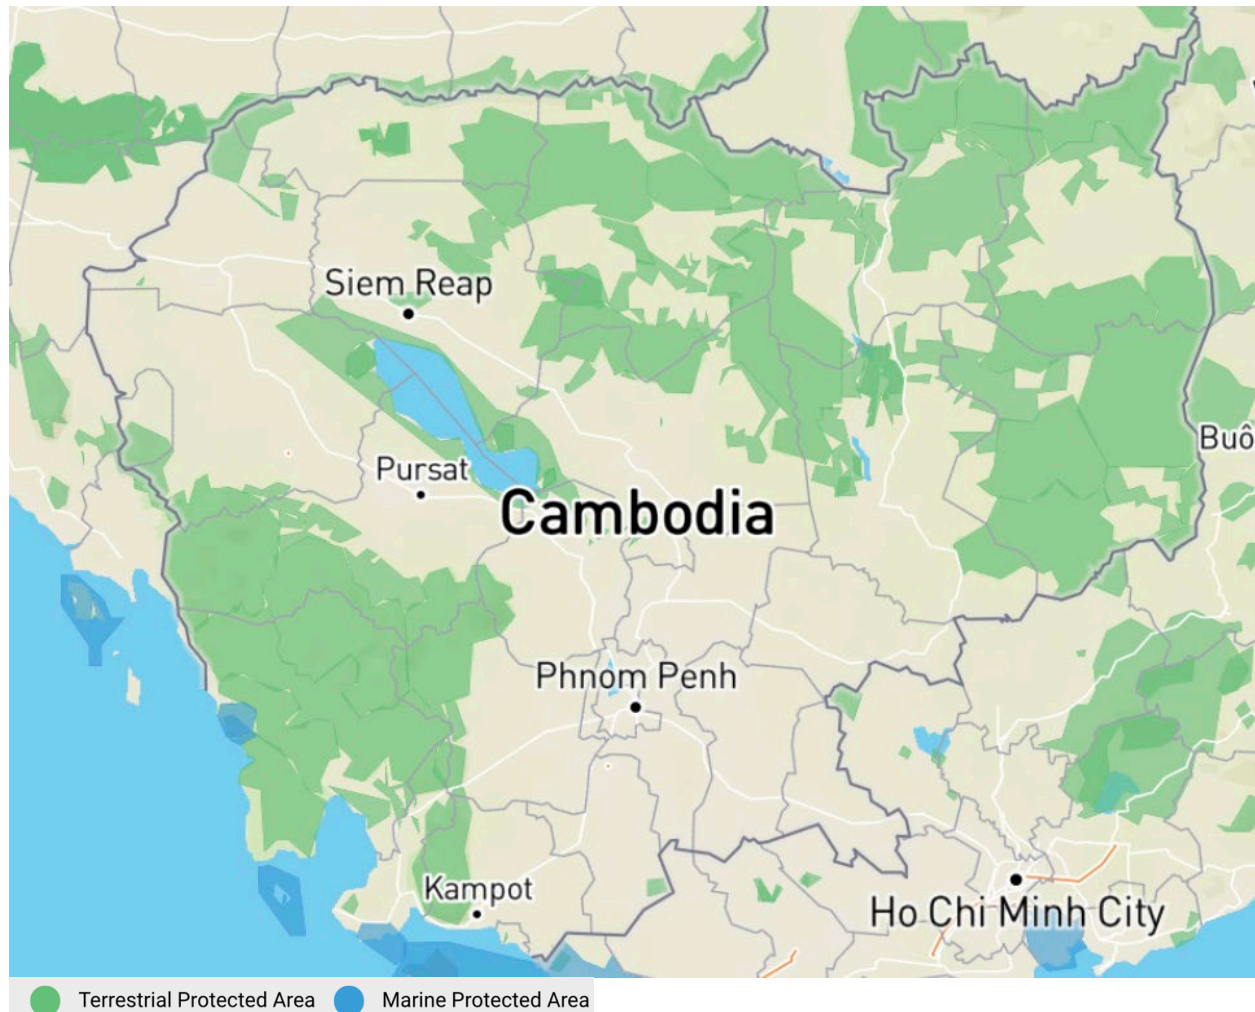 Siem Reap
Buô
Pursat
Cambodia
Phnom Penh
Kampot
Ho Chi Minh City
Terrestrial Protected Area
Marine Protected Area